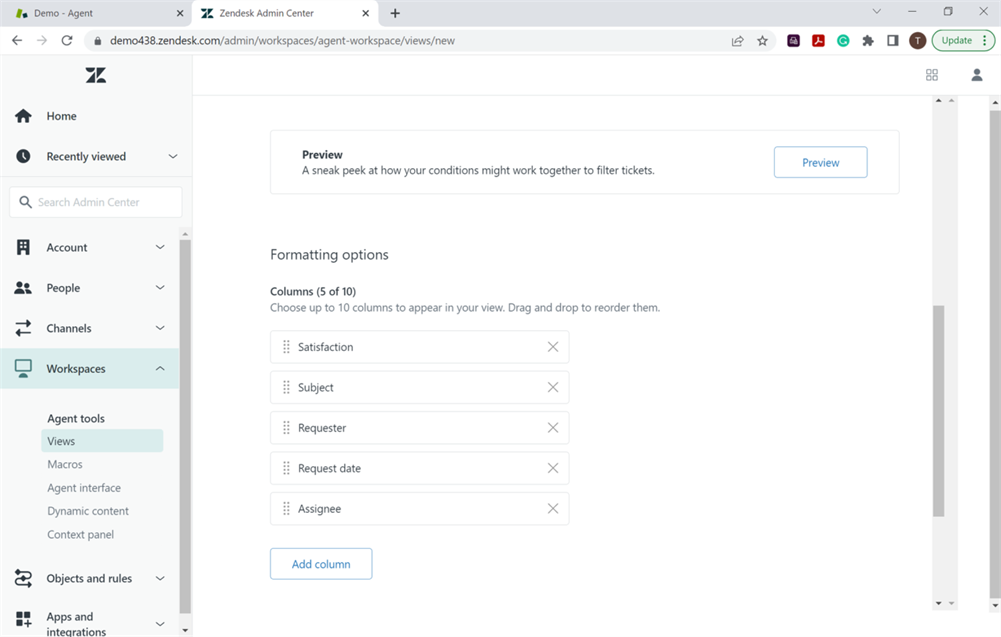 Demo - Agent
Zendesk Admin Center
demo438.zendesk.com/admin/workspaces/agent-workspace/views/new
T
Update
Home
Recently viewed
Search Admin Center
Account
People
Channels
Workspaces
Agent tools
Views
Macros
Agent interface
Dynamic content
Context panel
Objects and rules
Apps and
integrations
Preview
A sneak peek at how your conditions might work together to filter tickets.
Preview
Formatting options
Columns (5 of 10)
Choose up to 10 columns to appear in your view. Drag and drop to reorder them.
Satisfaction
Subject
Requester
Request date
Assignee
Add column